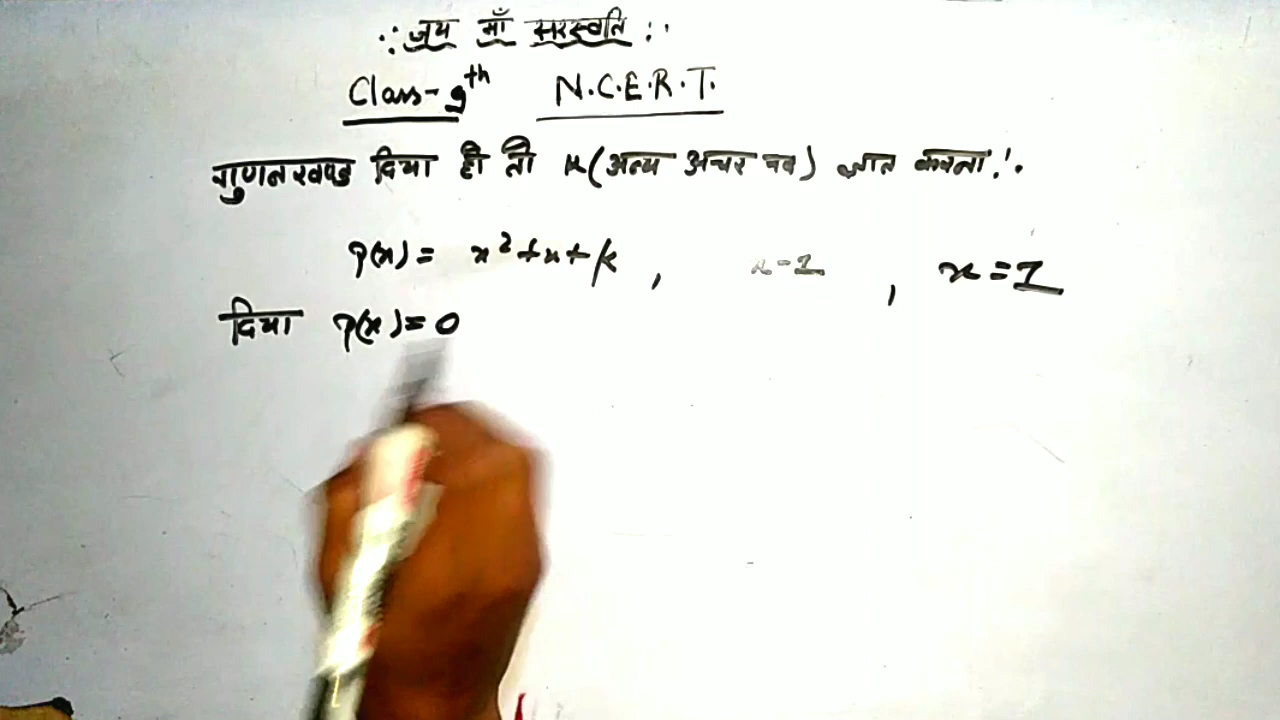 ∴ जय माँ सरस्वति ∴
Class-9th N.C.E.R.T.
गुणनखण्ड दिया हो तो k(अन्य अचर पद) ज्ञात करना:
p(x) = x²+x+k, x-1, x=1
दिया p(x)=0